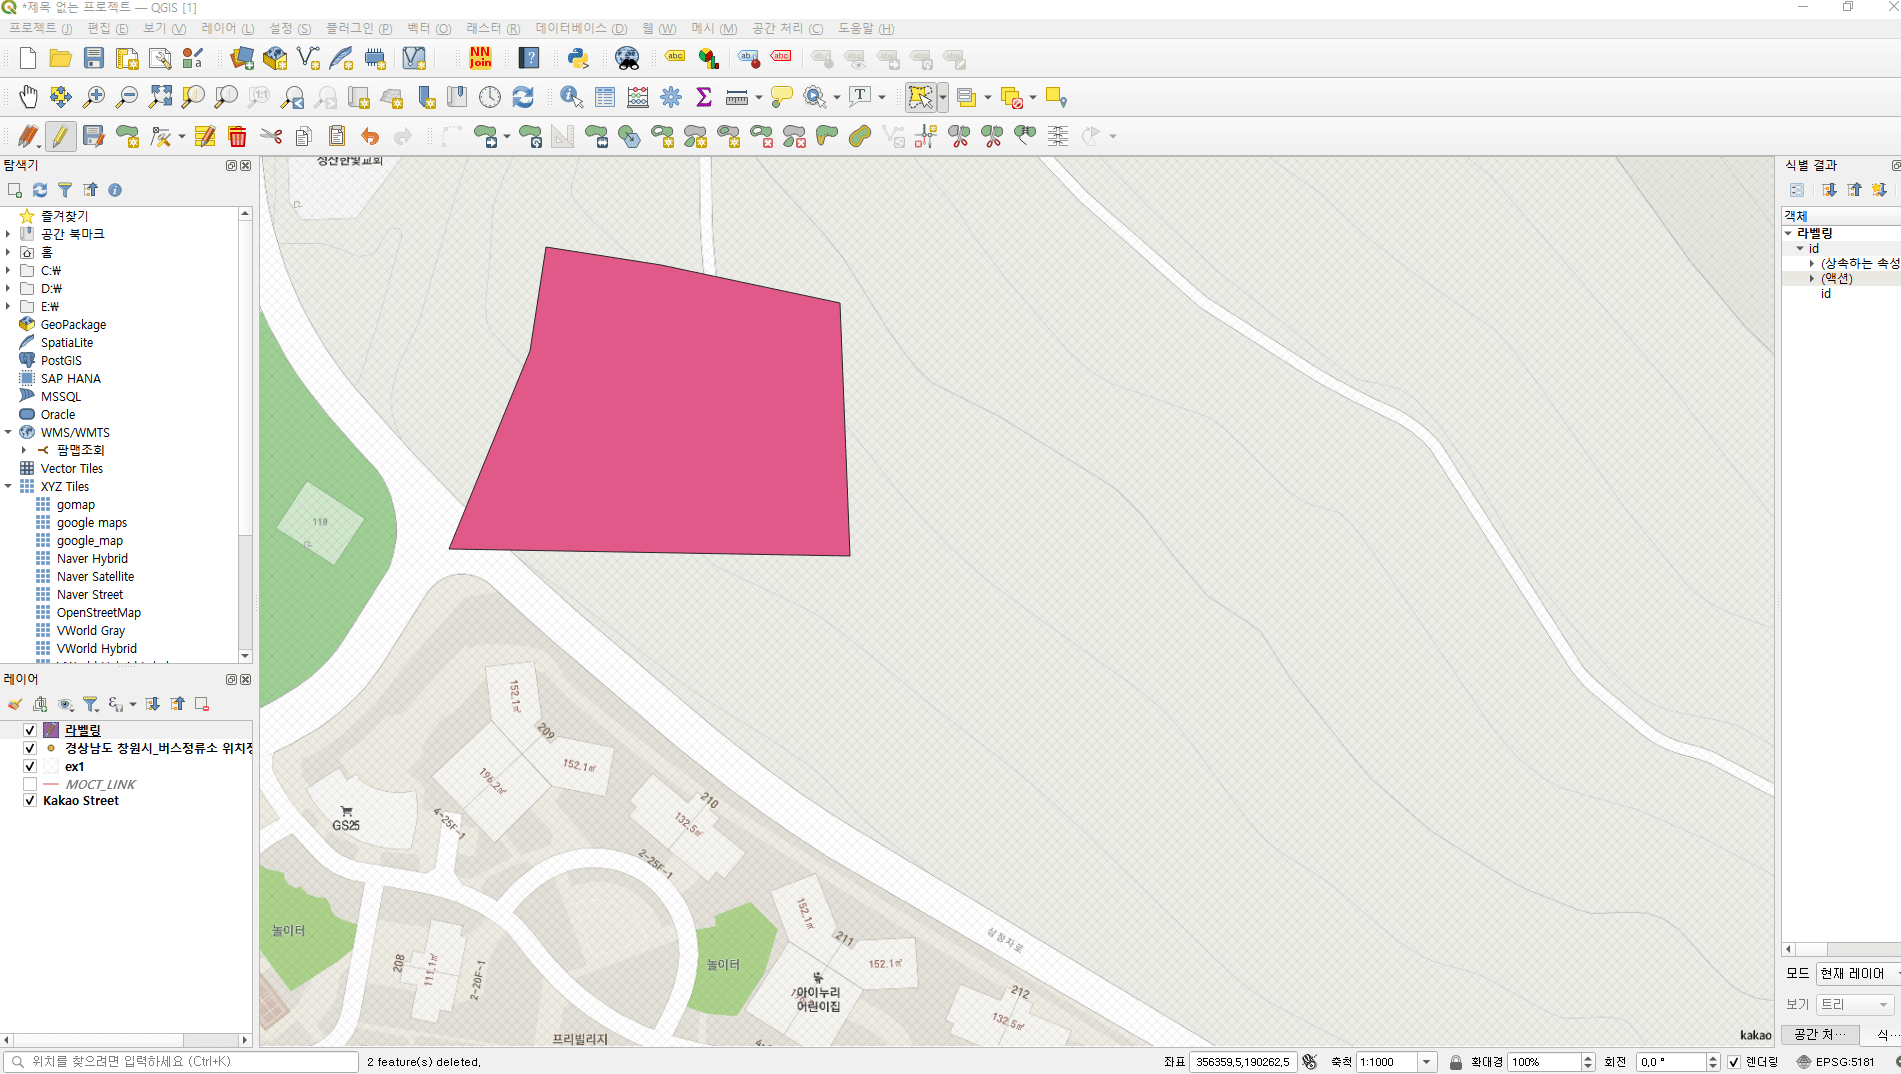 *제목 없는 프로젝트 — QGIS [1]
프로젝트 (J) 편집 (E) 보기 (V) 레이어 (L) 설정 (S) 플러그인 (P) 벡터 (O) 래스터 (R) 데이터베이스 (D) 웹 (W) 메시 (M) 공간 처리 (C) 도움말 (H)
NN
Join
abc
abc
abc
탐색기
즐겨찾기
공간 북마크
홈
C:₩
D:₩
E:₩
GeoPackage
SpatiaLite
PostGIS
SAP HANA
MSSQL
Oracle
WMS/WMTS
팜맵조회
Vector Tiles
XYZ Tiles
gomap
google maps
google_map
Naver Hybrid
Naver Satellite
Naver Street
OpenStreetMap
VWorld Gray
VWorld Hybrid
레이어
라벨링
경상남도 창원시_버스정류소 위치정
ex1
MOCT_LINK
Kakao Street
110
152.1㎡
209
152.1㎡
196.2㎡
GS25
4-25F-1
210
132.5㎡
2-25F-1
놀이터
208
111.1㎡
2-20F-1
152.1㎡
211
놀이터
152.1㎡
아이누리
어린이집
212
132.5㎡
삼정자로
프리빌리지
kakao
식별 결과
객체
라벨링
id
(상속하는 속성
(액션)
id
모드 현재 레이어
보기 트리
공간 처… 식…
위치를 찾으려면 입력하세요 (Ctrl+K)
2 feature(s) deleted.
좌표 356359.5,190262.5 축척 1:1000 확대경 100% 회전 0.0 ° 렌더링 EPSG:5181